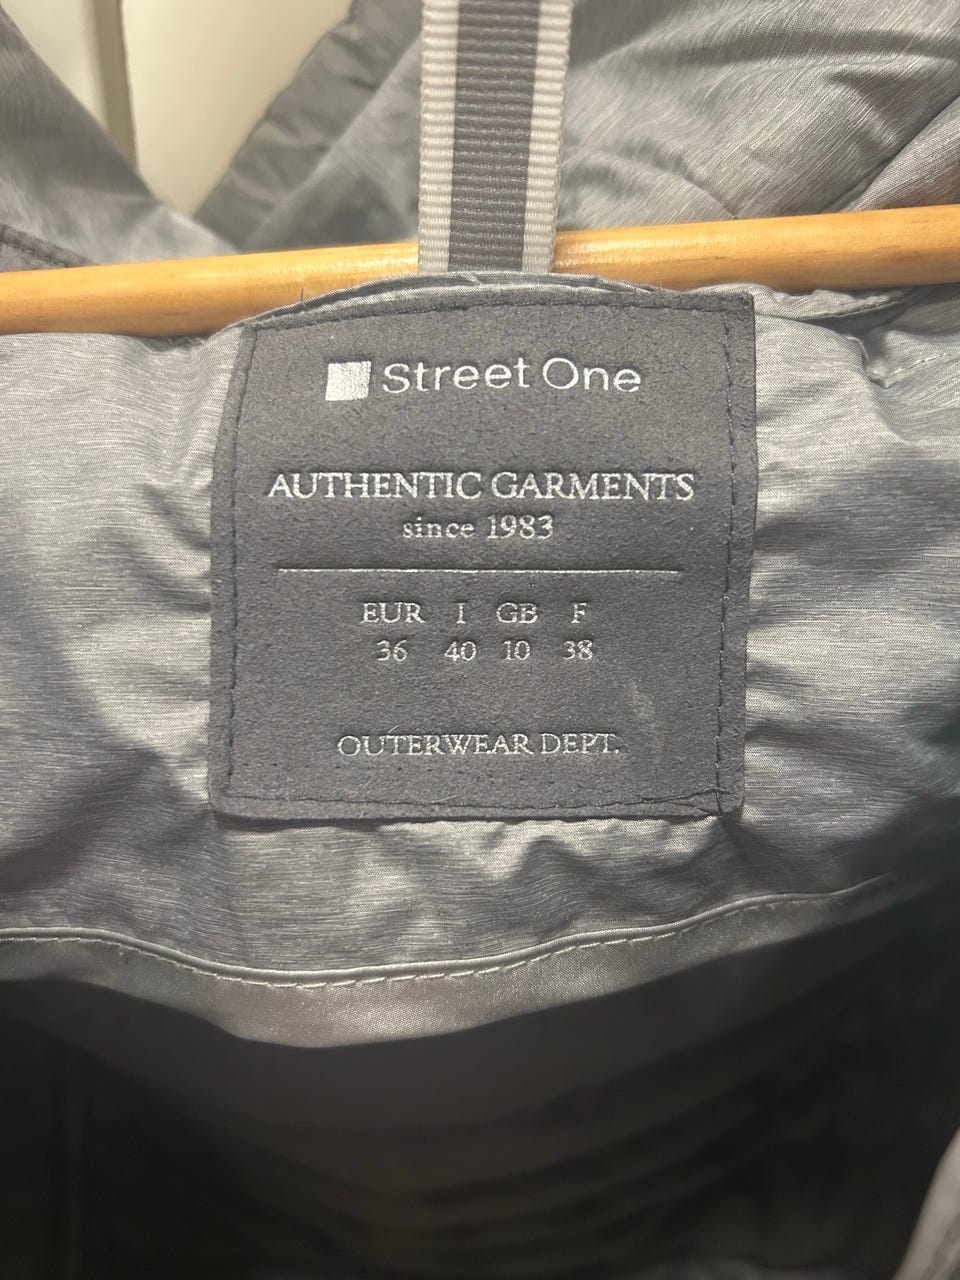 Street One
AUTHENTIC GARMENTS
since 1983
EUR I GB F
36 40 10 38
OUTERWEAR DEPT.